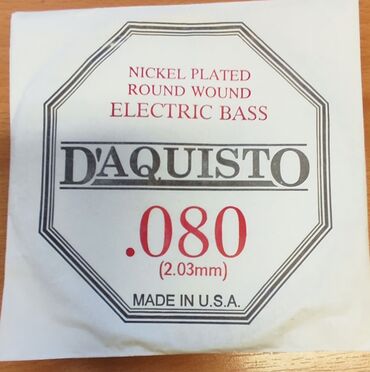 NICKEL PLATED
ROUND WOUND
ELECTRIC BASS
D'AQUISTO
.080
(2.03mm)
MADE IN U.S.A.